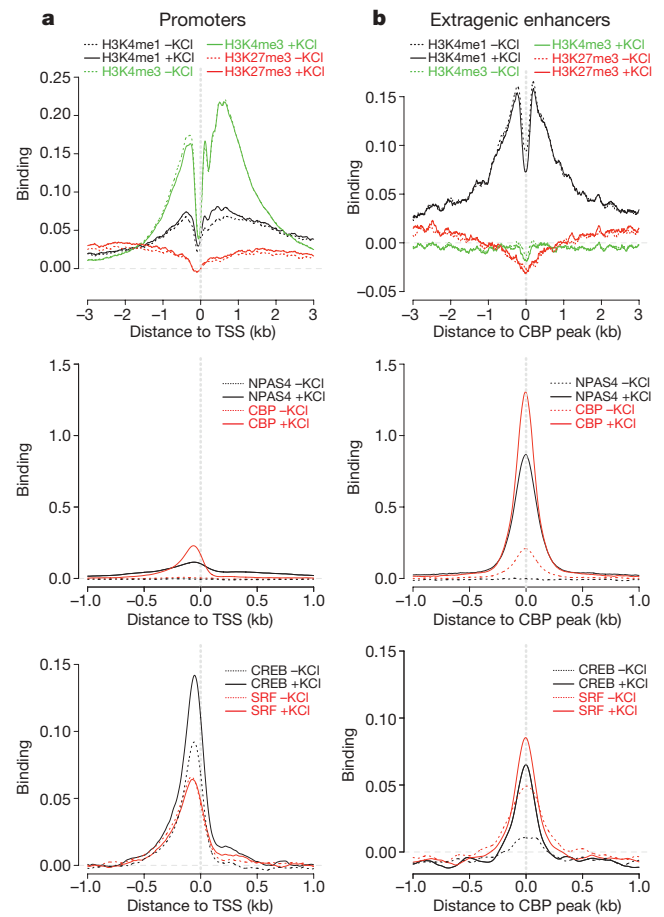 a Promoters
H3K4me1 –KCl H3K4me3 +KCl
H3K4me1 +KCl H3K27me3 –KCl
H3K4me3 –KCl H3K27me3 +KCl
0.25
0.20
0.15
0.10
0.05
0.00
Binding
–3 –2 –1 0 1 2 3
Distance to TSS (kb)
1.5
1.0
0.5
0.0
Binding
NPAS4 –KCl
NPAS4 +KCl
CBP –KCl
CBP +KCl
–1.0 –0.5 0.0 0.5 1.0
Distance to TSS (kb)
0.15
0.10
0.05
0.00
Binding
CREB –KCl
CREB +KCl
SRF –KCl
SRF +KCl
–1.0 –0.5 0.0 0.5 1.0
Distance to TSS (kb)
b Extragenic enhancers
H3K4me1 –KCl H3K4me3 +KCl
H3K4me1 +KCl H3K27me3 –KCl
H3K4me3 –KCl H3K27me3 +KCl
0.15
0.10
0.05
0.00
–0.05
Binding
–3 –2 –1 0 1 2 3
Distance to CBP peak (kb)
1.5
1.0
0.5
0.0
Binding
NPAS4 –KCl
NPAS4 +KCl
CBP –KCl
CBP +KCl
–1.0 –0.5 0.0 0.5 1.0
Distance to CBP peak (kb)
0.15
0.10
0.05
0.00
Binding
CREB –KCl
CREB +KCl
SRF –KCl
SRF +KCl
–1.0 –0.5 0.0 0.5 1.0
Distance to CBP peak (kb)